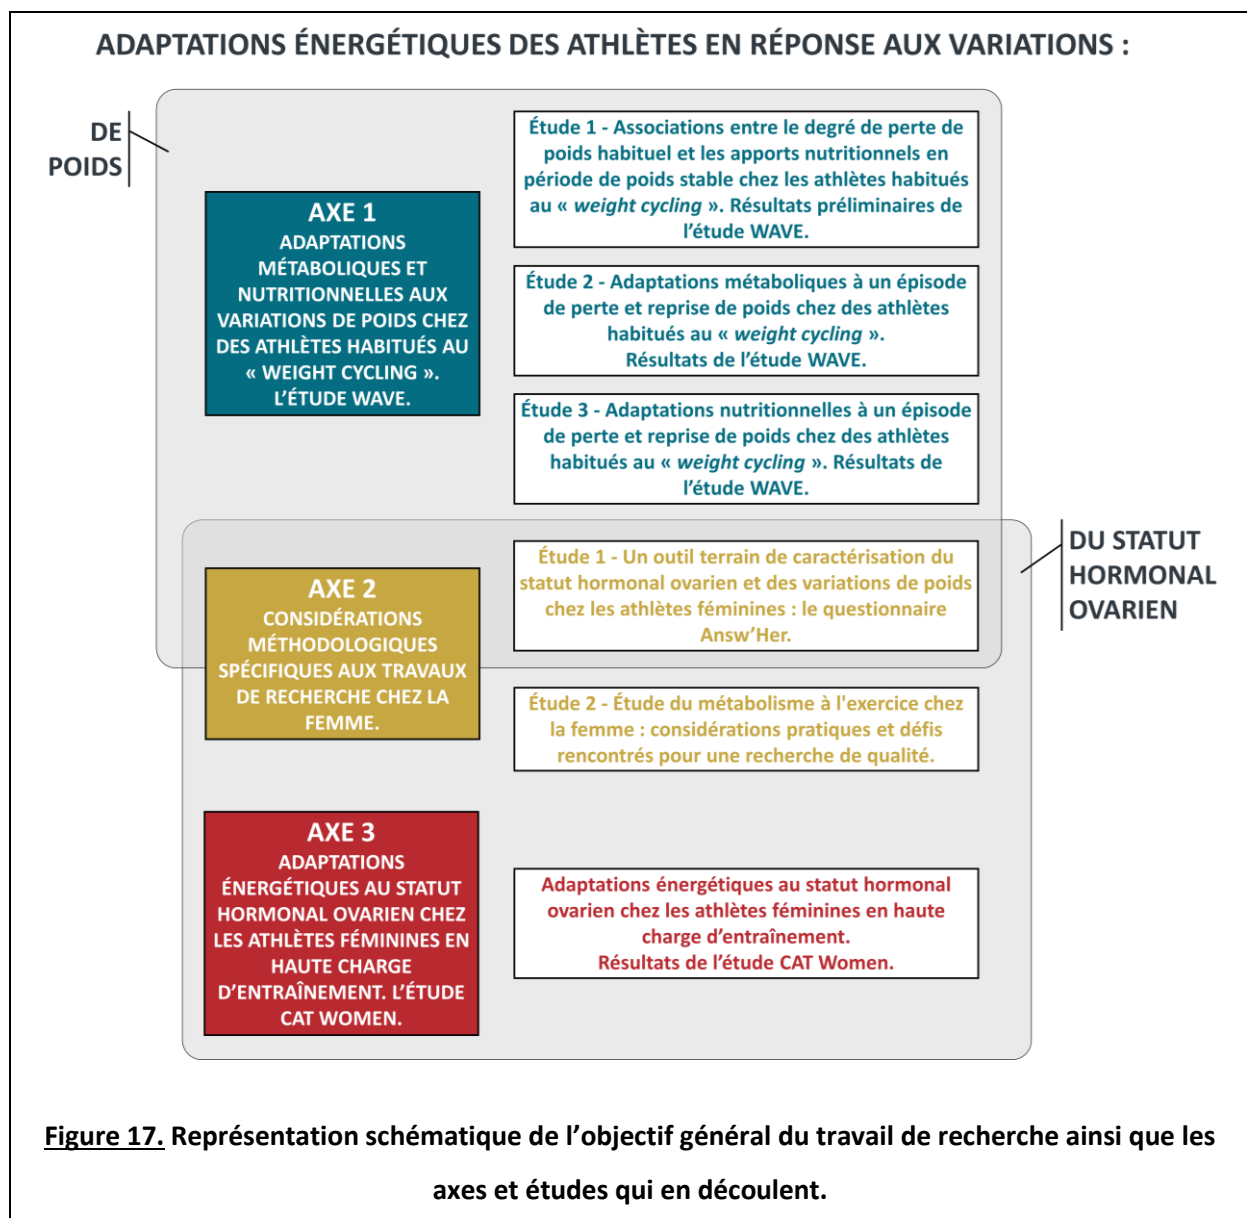 ADAPTATIONS ÉNERGÉTIQUES DES ATHLÈTES EN RÉPONSE AUX VARIATIONS :
DE
POIDS
AXE 1
ADAPTATIONS
MÉTABOLIQUES ET
NUTRITIONNELLES AUX
VARIATIONS DE POIDS CHEZ
DES ATHLÈTES HABITUÉS AU
« WEIGHT CYCLING ».
L’ÉTUDE WAVE.
Étude 1 - Associations entre le degré de perte de
poids habituel et les apports nutritionnels en
période de poids stable chez les athlètes habitués
au « weight cycling ». Résultats préliminaires de
l’étude WAVE.
Étude 2 - Adaptations métaboliques à un épisode
de perte et reprise de poids chez des athlètes
habitués au « weight cycling ».
Résultats de l’étude WAVE.
Étude 3 - Adaptations nutritionnelles à un épisode
de perte et reprise de poids chez des athlètes
habitués au « weight cycling ». Résultats de
l’étude WAVE.
DU STATUT
HORMONAL
OVARIEN
AXE 2
CONSIDÉRATIONS
MÉTHODOLOGIQUES
SPÉCIFIQUES AUX TRAVAUX
DE RECHERCHE CHEZ LA
FEMME.
Étude 1 - Un outil terrain de caractérisation du
statut hormonal ovarien et des variations de poids
chez les athlètes féminines : le questionnaire
Answ’Her.
Étude 2 - Étude du métabolisme à l'exercice chez
la femme : considérations pratiques et défis
rencontrés pour une recherche de qualité.
AXE 3
ADAPTATIONS
ÉNERGÉTIQUES AU STATUT
HORMONAL OVARIEN CHEZ
LES ATHLÈTES FÉMININES EN
HAUTE CHARGE
D’ENTRAÎNEMENT. L’ÉTUDE
CAT WOMEN.
Adaptations énergétiques au statut hormonal
ovarien chez les athlètes féminines en haute
charge d’entraînement.
Résultats de l’étude CAT Women.
Figure 17. Représentation schématique de l’objectif général du travail de recherche ainsi que les
axes et études qui en découlent.